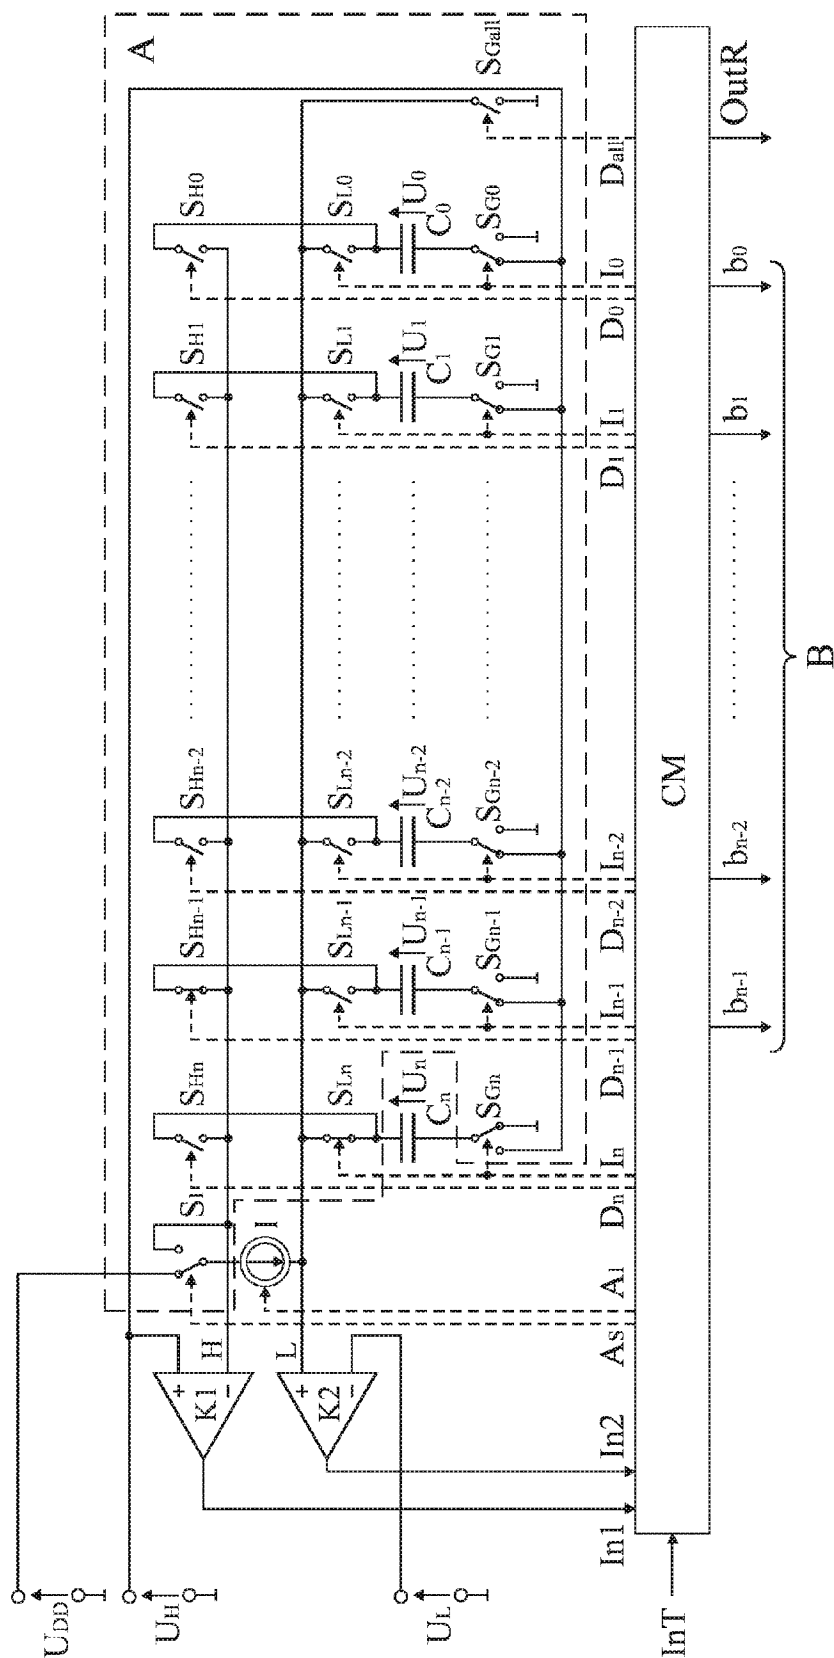 A
UDD
UH
UL
K1
+
−
K2
+
−
H
L
I
S1
SHn
SHn-1
SHn-2
SH1
SH0
SLn
SLn-1
SLn-2
SL1
SL0
Un
Un-1
Un-2
U1
U0
Cn
Cn-1
Cn-2
C1
C0
SGn
SGn-1
SGn-2
SG1
SG0
SGall
In1
In2
AS
AI
Dn
In
Dn-1
In-1
Dn-2
In-2
D1
I1
D0
I0
Dall
InT
CM
bn-1
bn-2
b1
b0
OutR
B